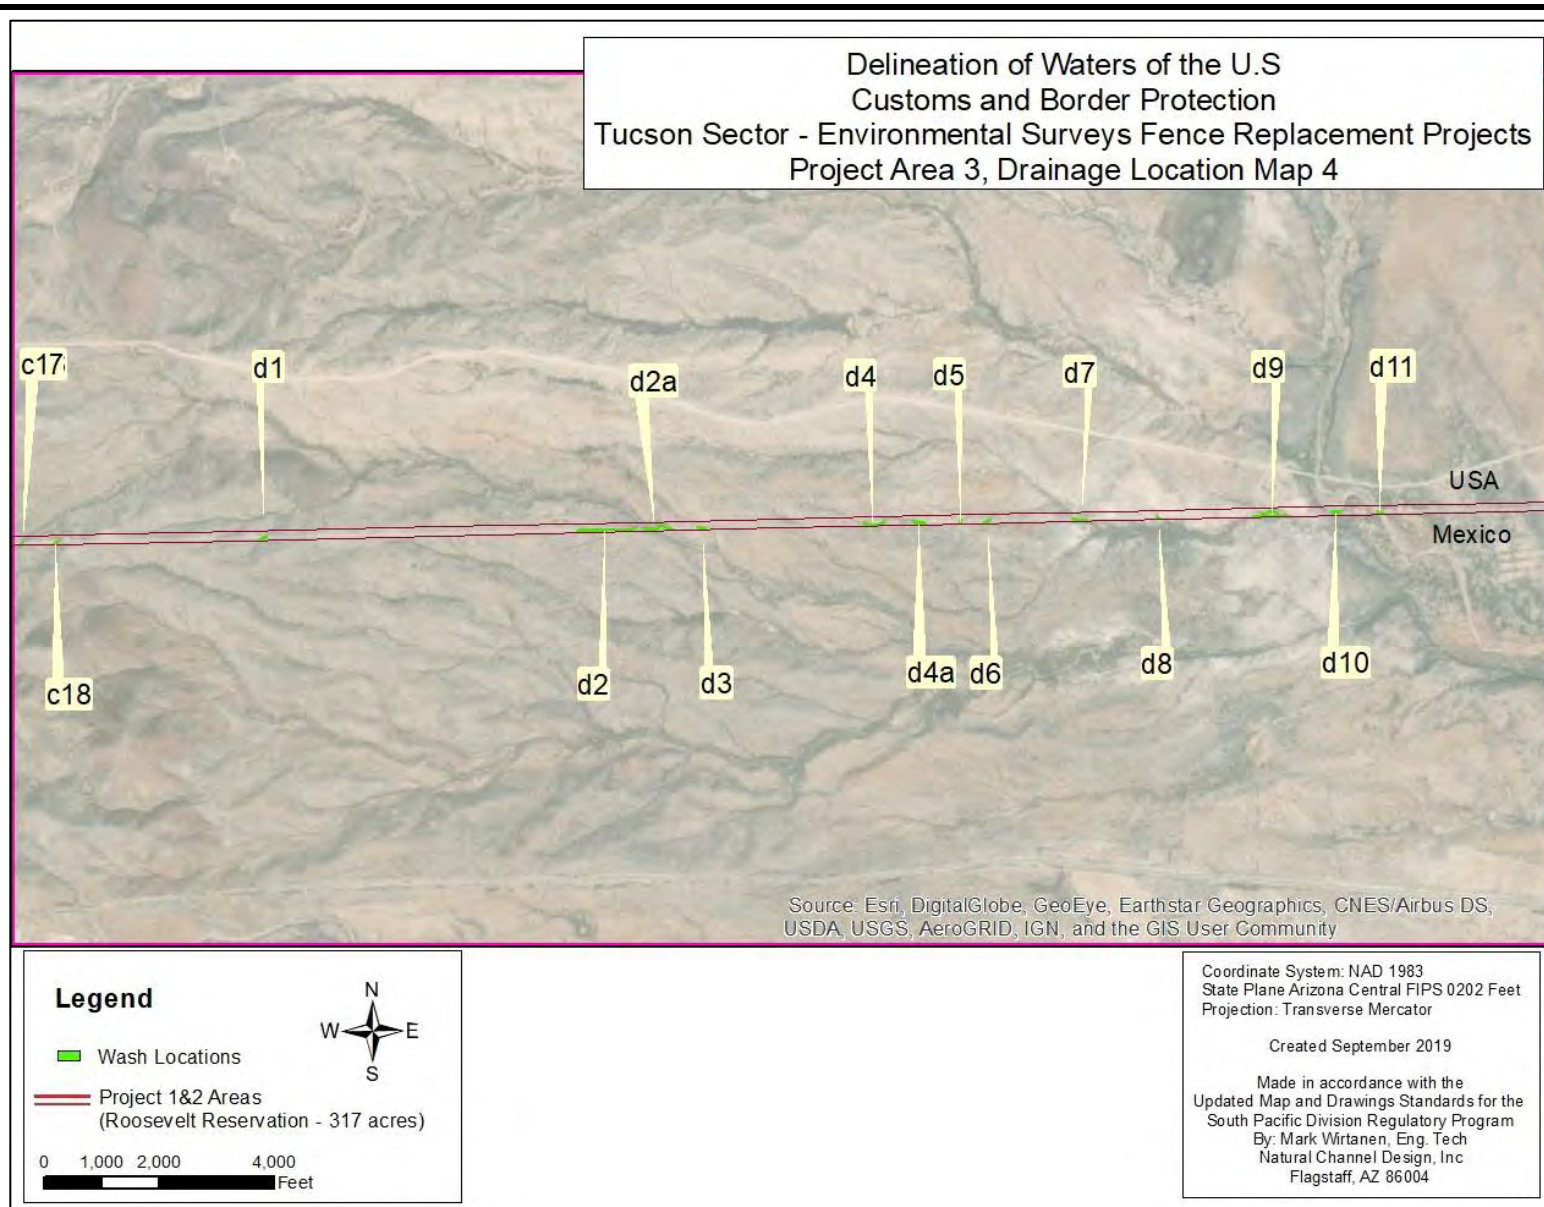 Delineation of Waters of the U.S
Customs and Border Protection
Tucson Sector - Environmental Surveys Fence Replacement Projects
Project Area 3, Drainage Location Map 4
c17
d1
d2a
d4
d5
d7
d9
d11
USA
Mexico
c18
d2
d3
d4a
d6
d8
d10
Source: Esri, DigitalGlobe, GeoEye, Earthstar Geographics, CNES/Airbus DS,
USDA, USGS, AeroGRID, IGN, and the GIS User Community
Legend
Wash Locations
Project 1&2 Areas
(Roosevelt Reservation - 317 acres)
0 1,000 2,000 4,000
Feet
N
W E
S
Coordinate System: NAD 1983
State Plane Arizona Central FIPS 0202 Feet
Projection: Transverse Mercator
Created September 2019
Made in accordance with the
Updated Map and Drawings Standards for the
South Pacific Division Regulatory Program
By: Mark Wirtanen, Eng. Tech
Natural Channel Design, Inc
Flagstaff, AZ 86004